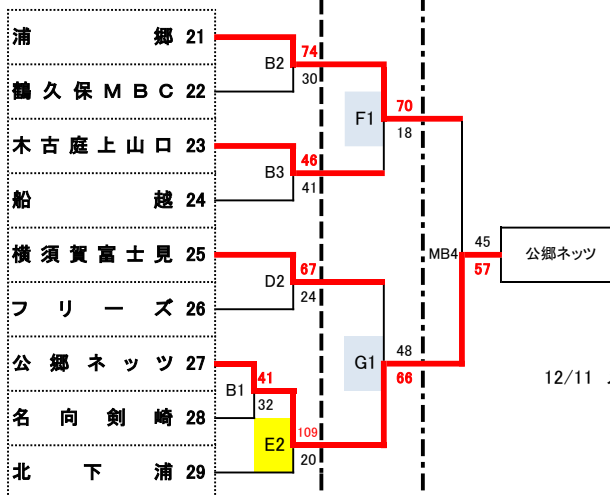 浦郷 21
74
B2
30
鶴久保MBC 22
70
F1
18
木古庭上山口 23
46
B3
41
船越 24
45
MB4
57
公郷ネッツ
横須賀富士見 25
67
D2
24
フリーズ 26
48
G1
66
公郷ネッツ 27
41
B1
32
12/11
名向剣崎 28
109
E2
20
北下浦 29